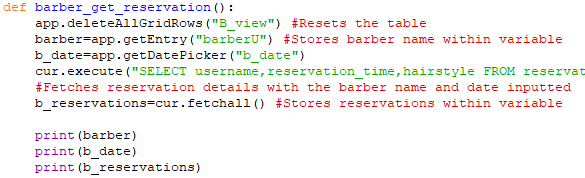 def barber_get_reservation():
    app.deleteAllGridRows("B_view") #Resets the table
    barber=app.getEntry("barberU") #Stores barber name within variable
    b_date=app.getDatePicker("b_date")
    cur.execute("SELECT username,reservation_time,hairstyle FROM reservat
    #Fetches reservation details with the barber name and date inputted
    b_reservations=cur.fetchall() #Stores reservations within variable

    print(barber)
    print(b_date)
    print(b_reservations)